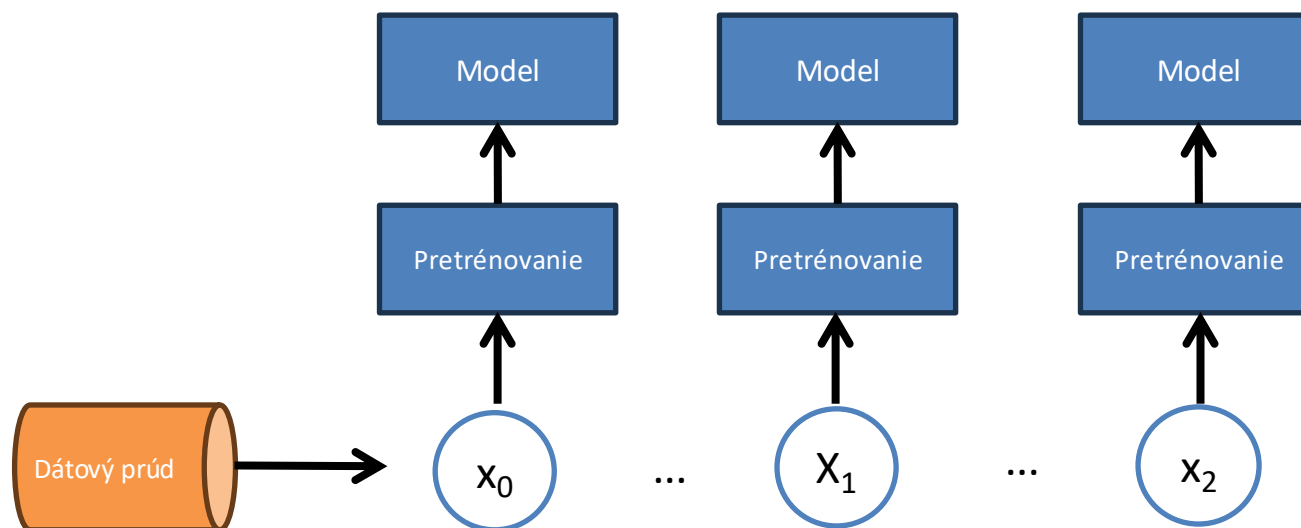 Model Model Model
Pretrénovanie Pretrénovanie Pretrénovanie
Dátový prúd x₀ ... X₁ ... x₂